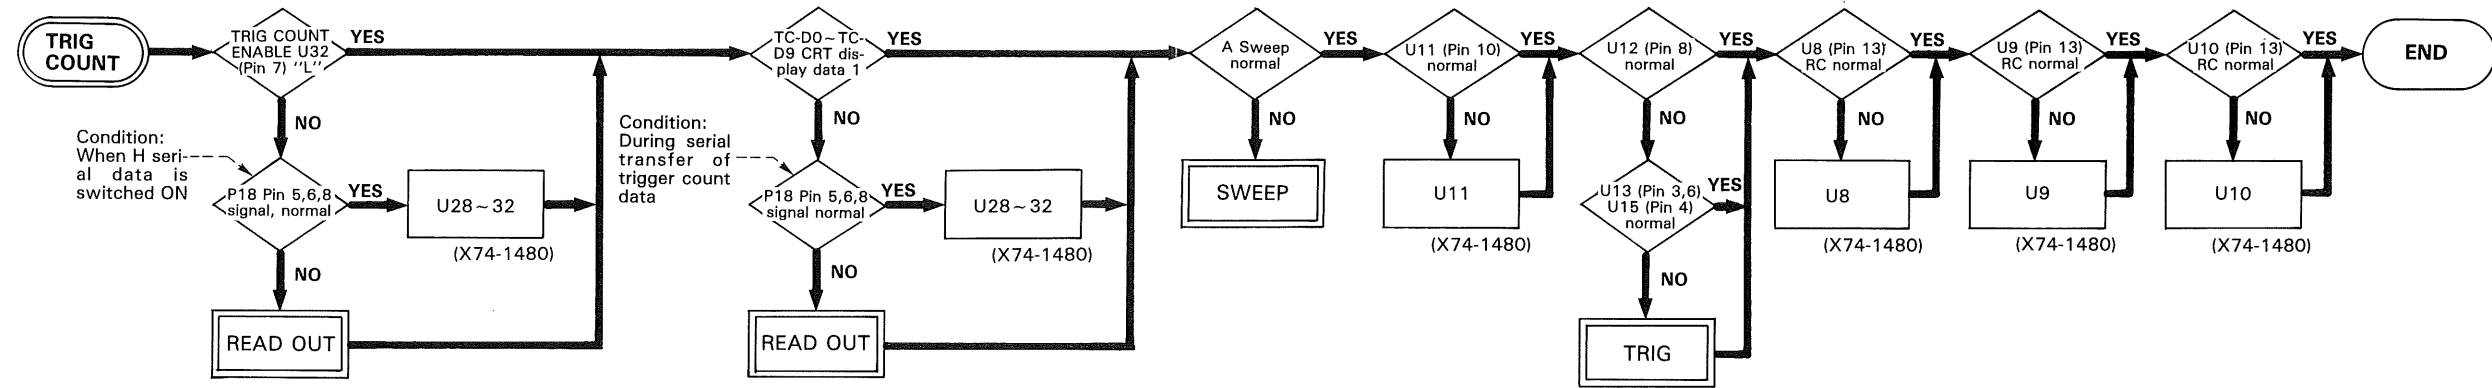 TRIG
COUNT
TRIG COUNT
ENABLE U32
(Pin 7) "L"
YES
NO
Condition:
When H seri-
al data is
switched ON
P18 Pin 5,6,8
signal, normal
YES
U28~32
(X74-1480)
NO
READ OUT
TC-D0~TC-
D9 CRT dis-
play data 1
YES
NO
Condition:
During serial
transfer of
trigger count
data
P18 Pin 5,6,8
signal normal
YES
U28~32
(X74-1480)
NO
READ OUT
A Sweep
normal
YES
NO
SWEEP
U11 (Pin 10)
normal
YES
NO
U11
(X74-1480)
U12 (Pin 8)
normal
YES
NO
U13 (Pin 3,6)
U15 (Pin 4)
normal
YES
NO
TRIG
U8 (Pin 13)
RC normal
YES
NO
U8
(X74-1480)
U9 (Pin 13)
RC normal
YES
NO
U9
(X74-1480)
U10 (Pin 13)
RC normal
YES
NO
U10
(X74-1480)
END